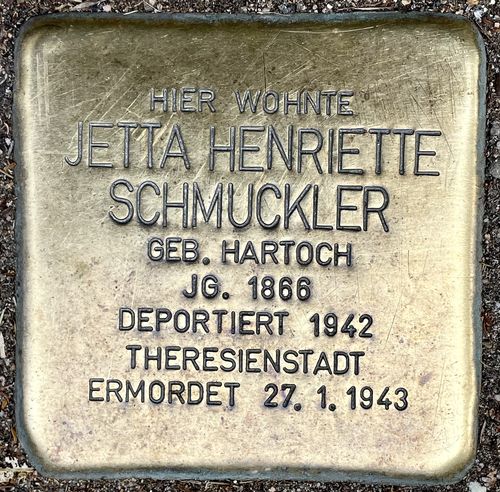 HIER WOHNTE
JETTA HENRIETTE
SCHMUCKLER
GEB. HARTOCH
JG. 1866
DEPORTIERT 1942
THERESIENSTADT
ERMORDET 27. 1. 1943